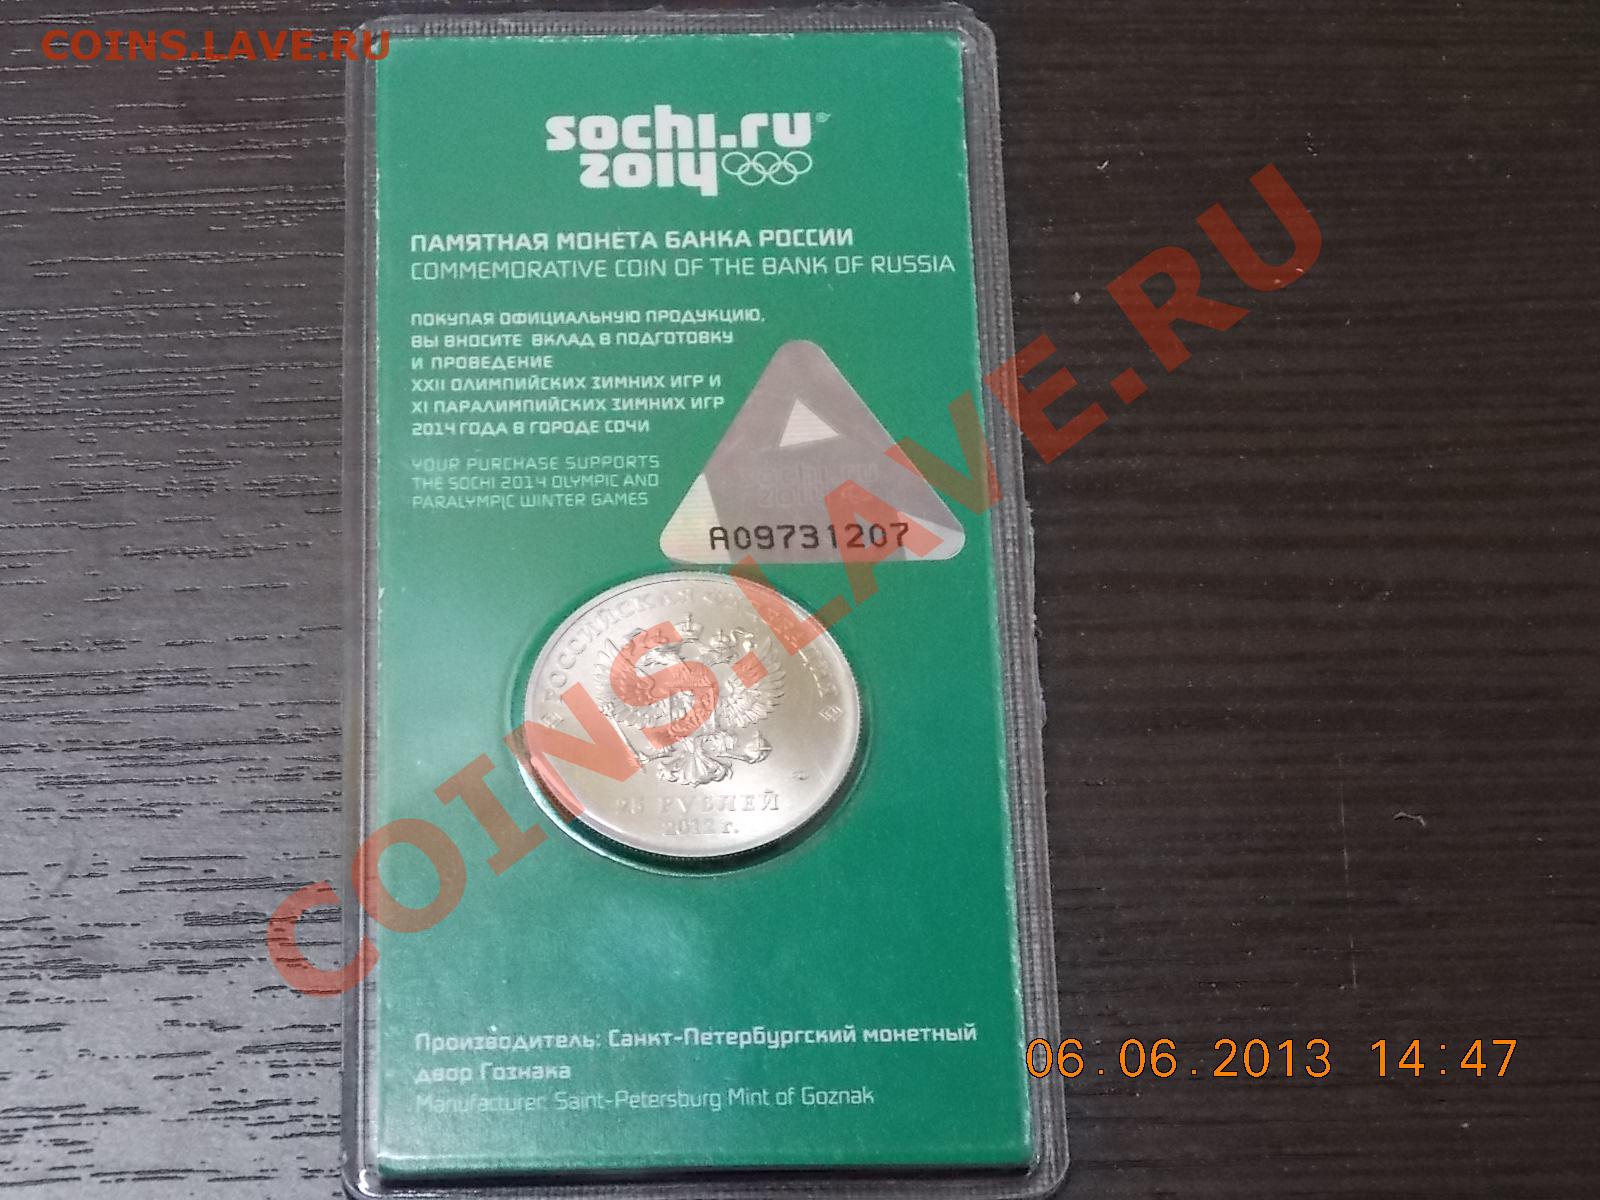 COINS.LAVE.RU
sochi.ru®
2014
ПАМЯТНАЯ МОНЕТА БАНКА РОССИИ
COMMEMORATIVE COIN OF THE BANK OF RUSSIA
ПОКУПАЯ ОФИЦИАЛЬНУЮ ПРОДУКЦИЮ,
ВЫ ВНОСИТЕ ВКЛАД В ПОДГОТОВКУ
И ПРОВЕДЕНИЕ
XXII ОЛИМПИЙСКИХ ЗИМНИХ ИГР И
XI ПАРАЛИМПИЙСКИХ ЗИМНИХ ИГР
2014 ГОДА В ГОРОДЕ СОЧИ
YOUR PURCHASE SUPPORTS
THE SOCHI 2014 OLYMPIC AND
PARALYMPIC WINTER GAMES
sochi.ru
2014
A09731207
РОССИЙСКАЯ ФЕДЕРАЦИЯ
25 РУБЛЕЙ
2012 г.
COINS.LAVE.RU
Производитель: Санкт-Петербургский монетный
двор Гознака
Manufacturer: Saint-Petersburg Mint of Goznak
06.06.2013 14:47